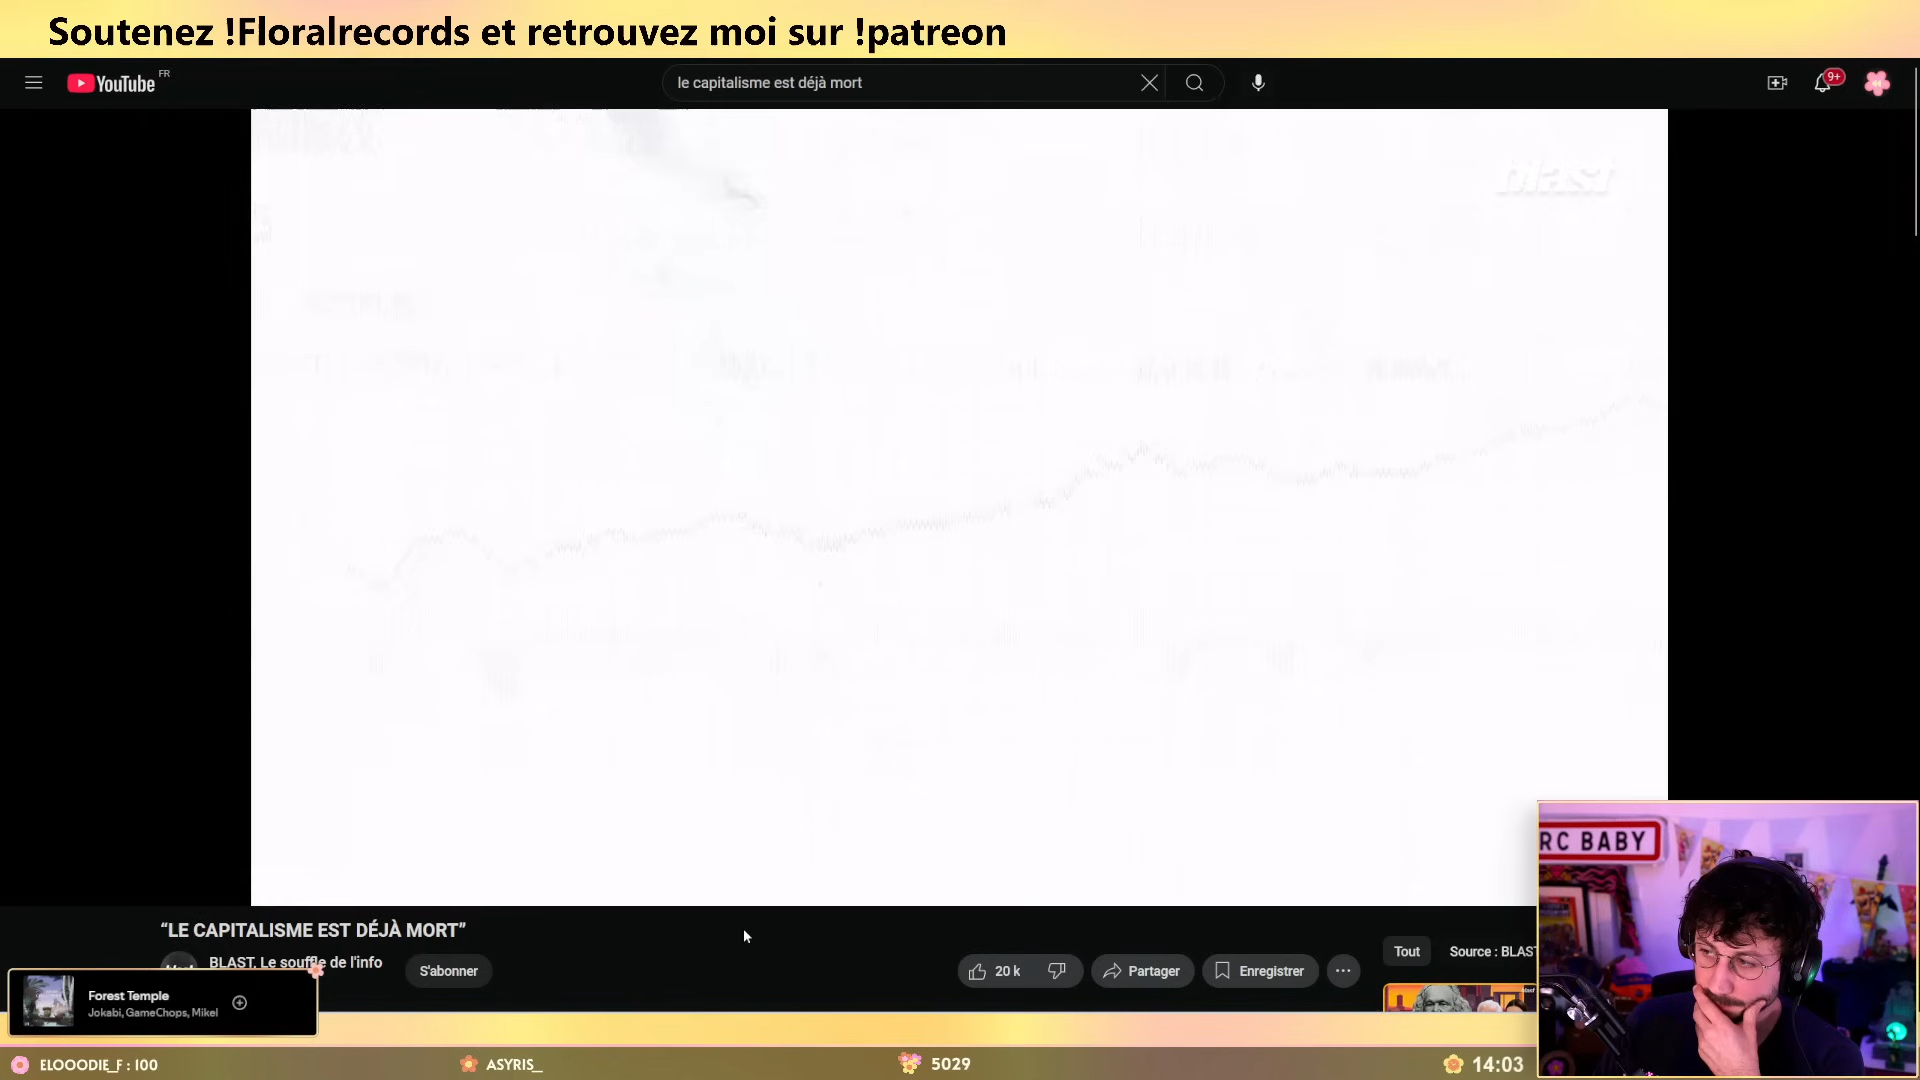 Soutenez !Floralrecords et retrouvez moi sur !patreon
YouTube FR
le capitalisme est déjà mort
9+
blast
“LE CAPITALISME EST DÉJÀ MORT”
BLAST, Le souffle de l'info
S'abonner
20 k
Partager
Enregistrer
Tout
Source : BLAST
RC BABY
Forest Temple
Jokabi, GameChops, Mikel
ELOOODIE_F : 100
ASYRIS_
5029
14:03